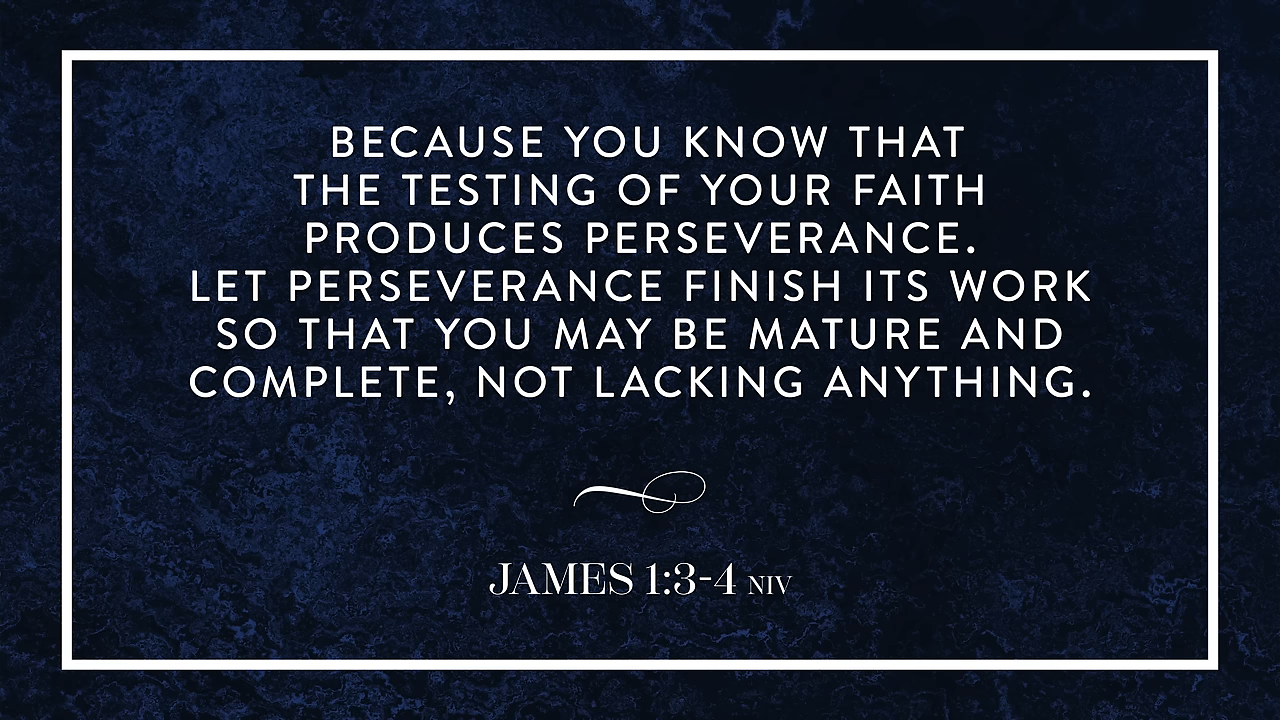 BECAUSE YOU KNOW THAT
THE TESTING OF YOUR FAITH
PRODUCES PERSEVERANCE.
LET PERSEVERANCE FINISH ITS WORK
SO THAT YOU MAY BE MATURE AND
COMPLETE, NOT LACKING ANYTHING.
JAMES 1:3-4 NIV